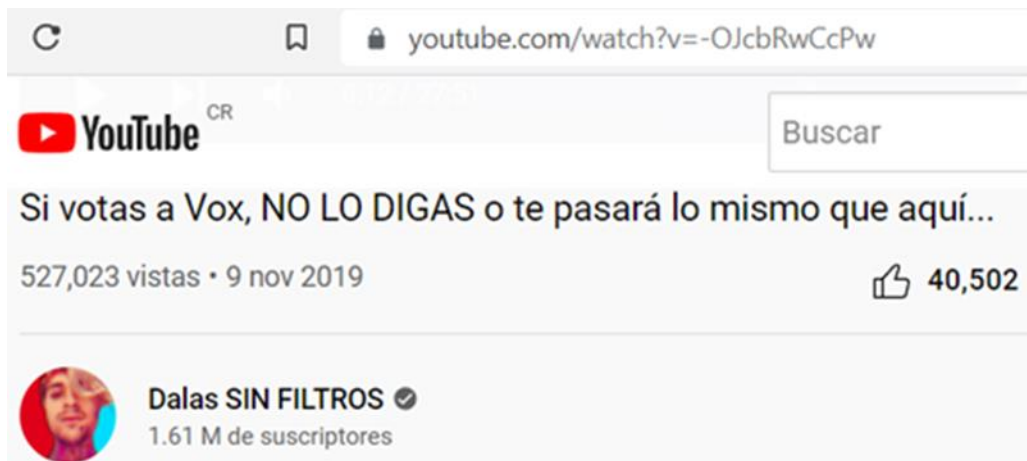 youtube.com/watch?v=-OJcbRwCcPw
YouTube CR
Buscar
Si votas a Vox, NO LO DIGAS o te pasará lo mismo que aquí...
527,023 vistas • 9 nov 2019
40,502
Dalas SIN FILTROS
1.61 M de suscriptores